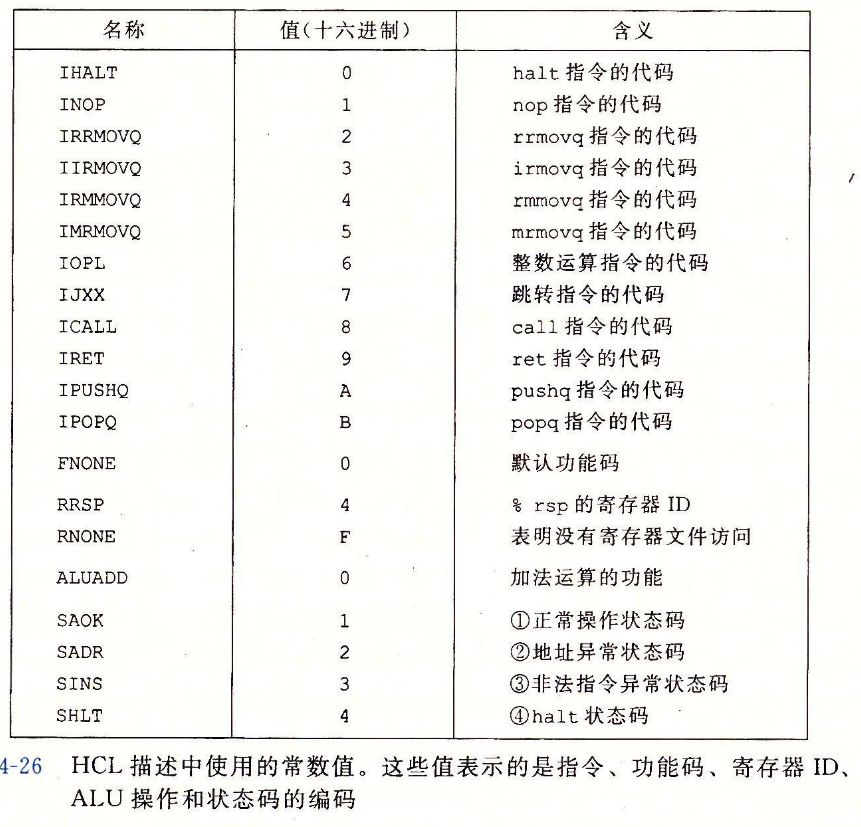 名称 值(十六进制) 含义
IHALT 0 halt 指令的代码
INOP 1 nop 指令的代码
IRRMOVQ 2 rrmovq 指令的代码
IIRMOVQ 3 irmovq 指令的代码
IRMMOVQ 4 rmmovq 指令的代码
IMRMOVQ 5 mrmovq 指令的代码
IOPL 6 整数运算指令的代码
IJXX 7 跳转指令的代码
ICALL 8 call 指令的代码
IRET 9 ret 指令的代码
IPUSHQ A pushq 指令的代码
IPOPQ B popq 指令的代码
FNONE 0 默认功能码
RRSP 4 % rsp 的寄存器 ID
RNONE F 表明没有寄存器文件访问
ALUADD 0 加法运算的功能
SAOK 1 ①正常操作状态码
SADR 2 ②地址异常状态码
SINS 3 ③非法指令异常状态码
SHLT 4 ④halt 状态码
4-26 HCL 描述中使用的常数值。这些值表示的是指令、功能码、寄存器 ID、
ALU 操作和状态码的编码